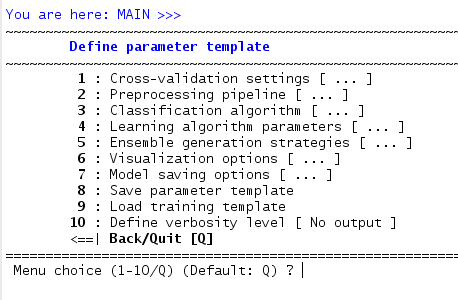 You are here: MAIN >>>
~~~~~~~~~~~~~~~~~~~~~~~~~~~~~~~~~~~~~~~~~~~~~~~~~~~~~~~~~
Define parameter template
~~~~~~~~~~~~~~~~~~~~~~~~~~~~~~~~~~~~~~~~~~~~~~~~~~~~~~~~~
1 : Cross-validation settings [ ... ]
2 : Preprocessing pipeline [ ... ]
3 : Classification algorithm [ ... ]
4 : Learning algorithm parameters [ ... ]
5 : Ensemble generation strategies [ ... ]
6 : Visualization options [ ... ]
7 : Model saving options [ ... ]
8 : Save parameter template
9 : Load training template
10 : Define verbosity level [ No output ]
<==| Back/Quit [Q]
=========================================================
Menu choice (1-10/Q) (Default: Q) ?